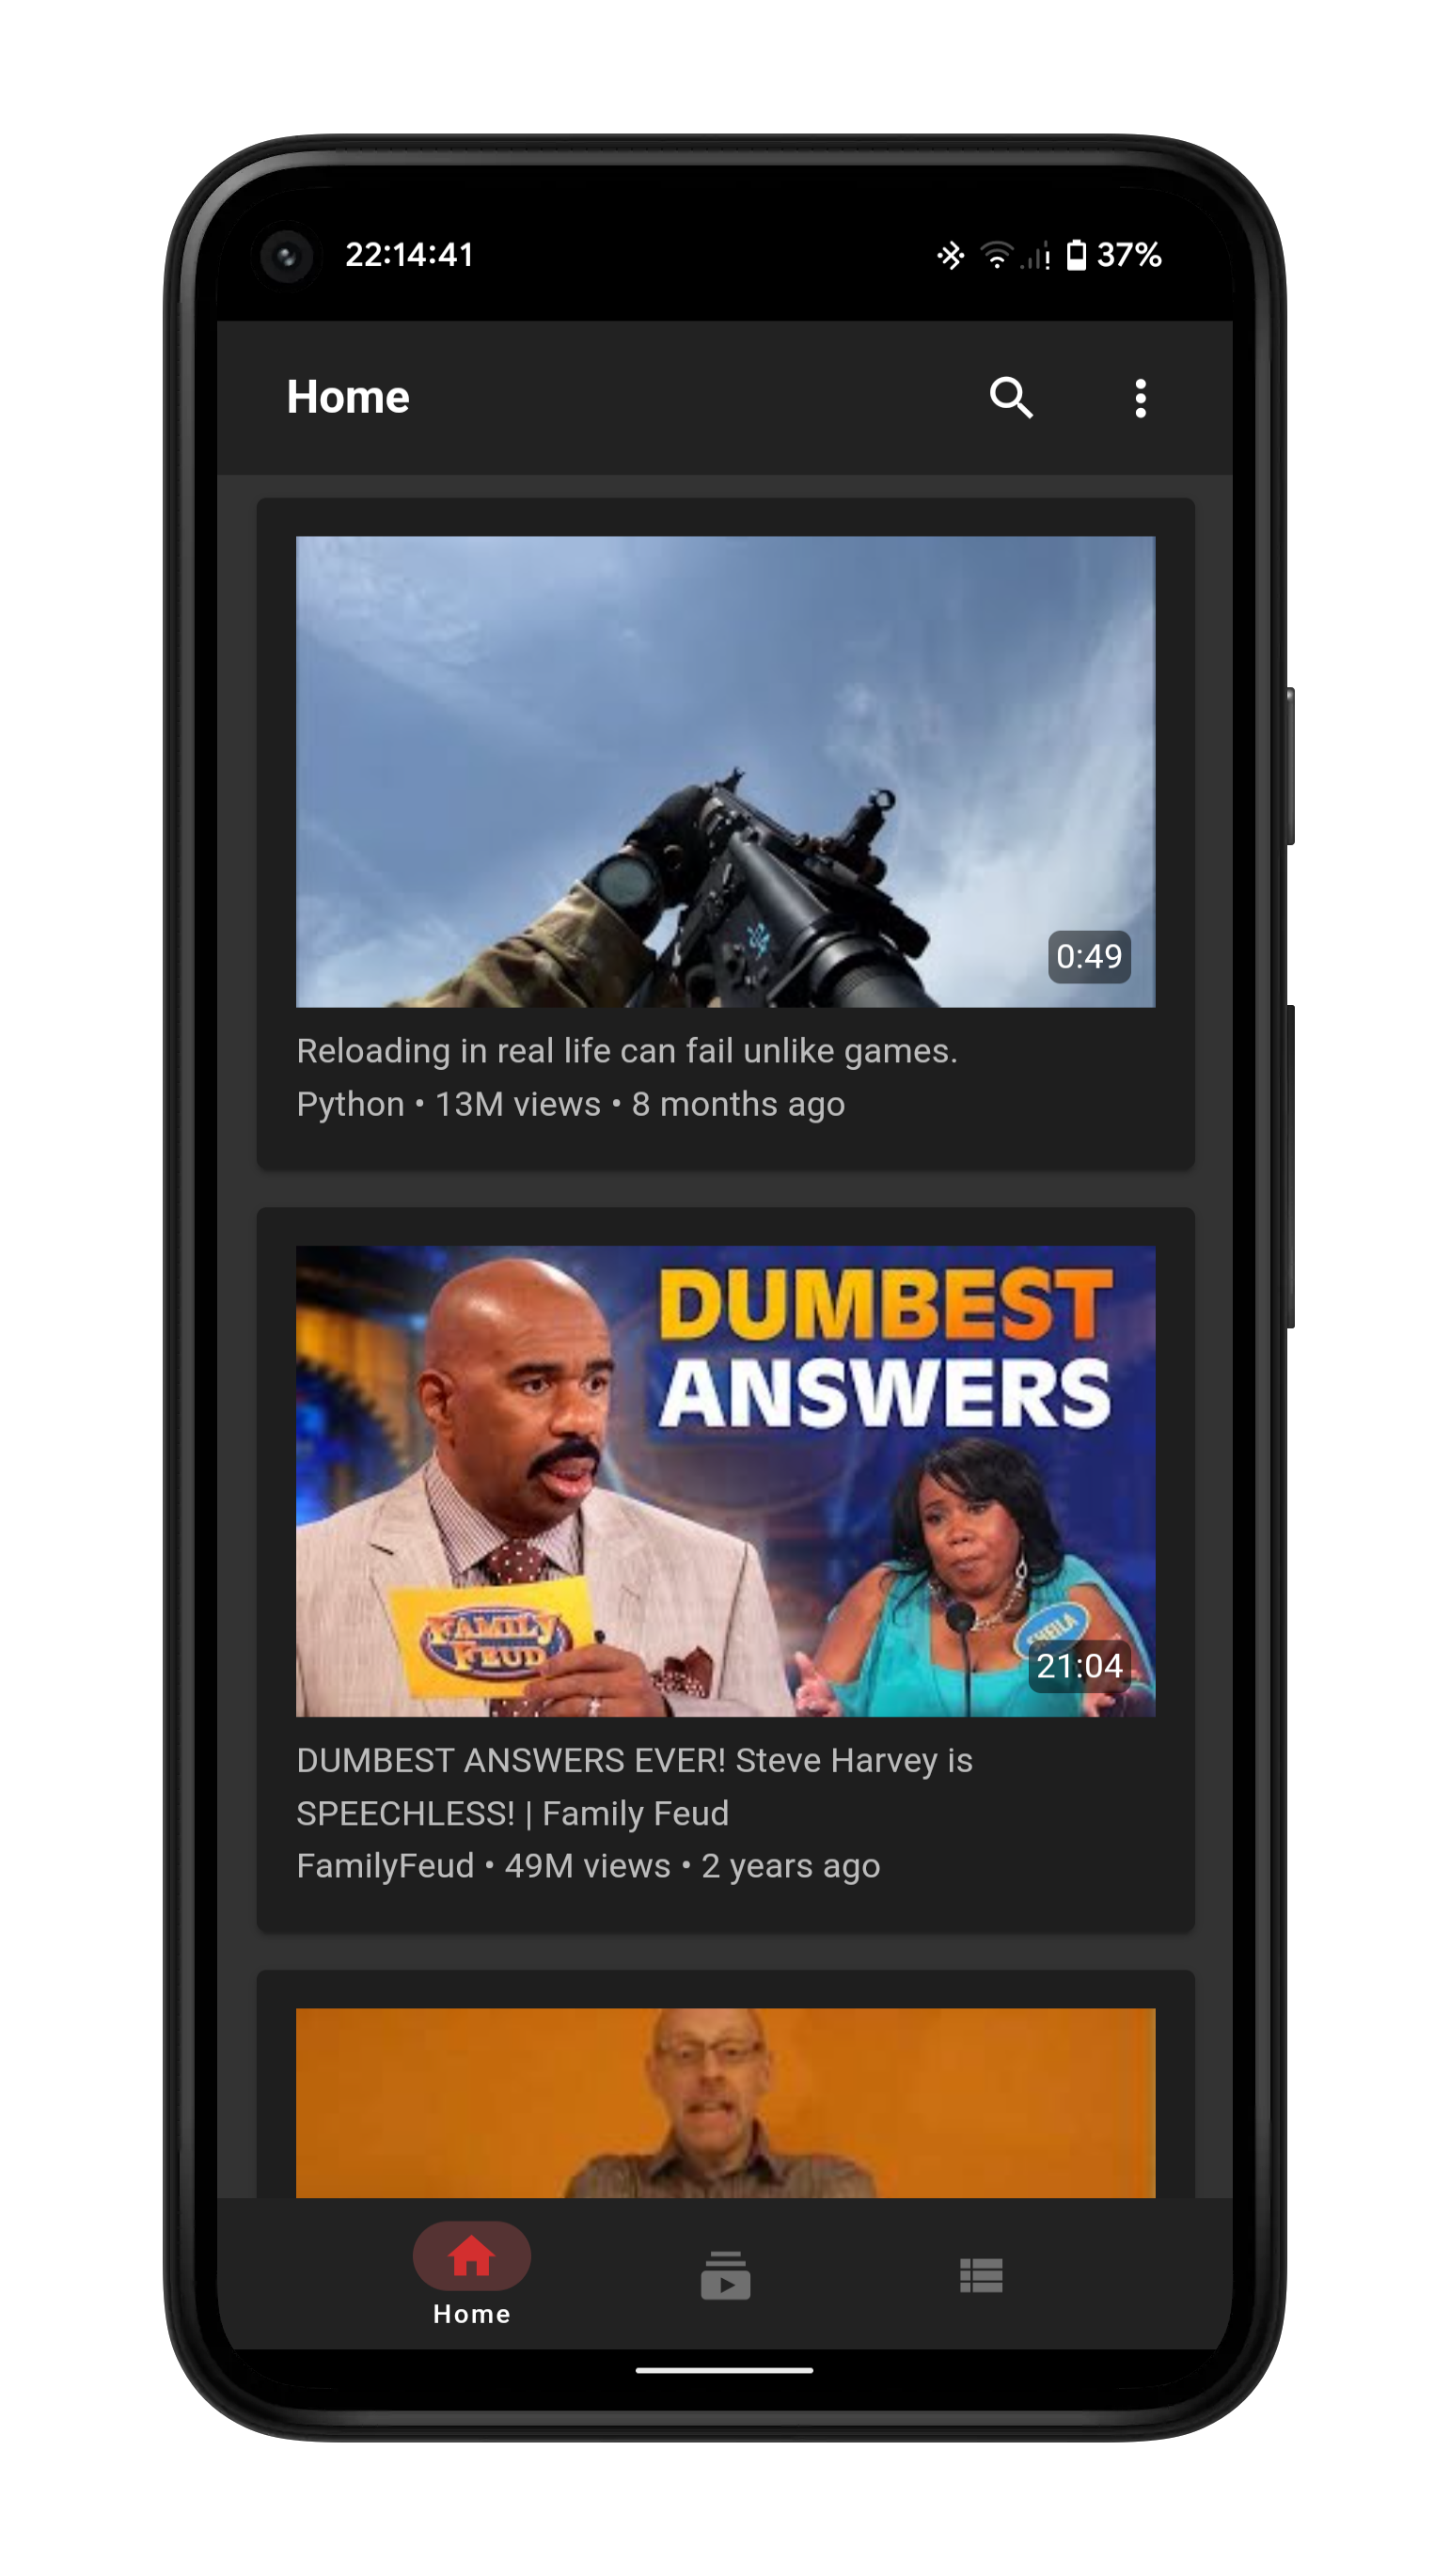 22:14:41 37%
Home
0:49
Reloading in real life can fail unlike games.
Python • 13M views • 8 months ago
DUMBEST
ANSWERS
FAMILY
FEUD
SHEILA
21:04
DUMBEST ANSWERS EVER! Steve Harvey is
SPEECHLESS! | Family Feud
FamilyFeud • 49M views • 2 years ago
Home